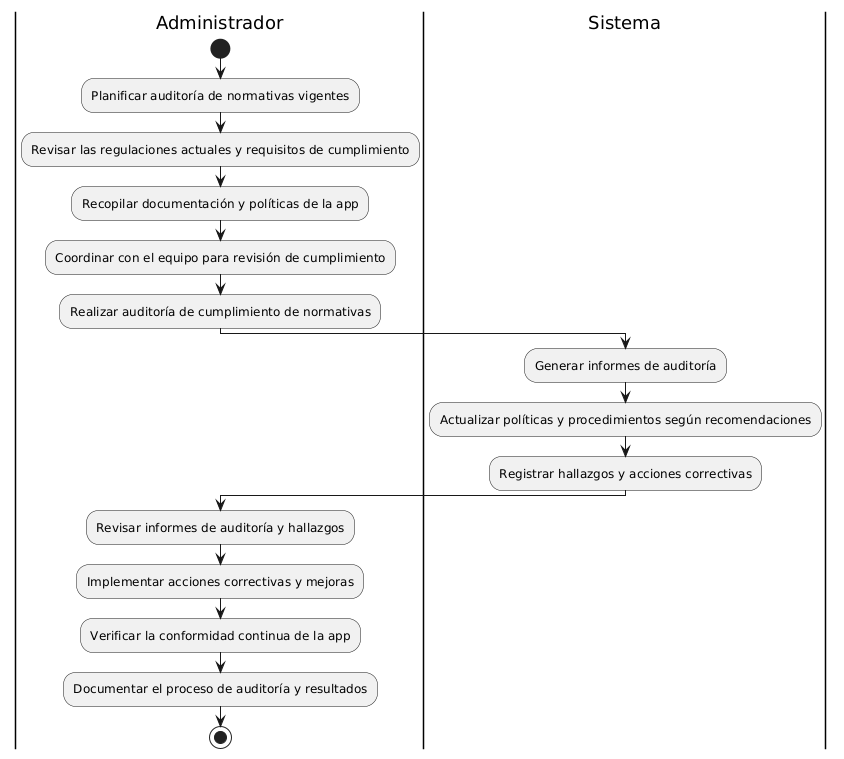 Administrador
Sistema
Planificar auditoría de normativas vigentes
Revisar las regulaciones actuales y requisitos de cumplimiento
Recopilar documentación y políticas de la app
Coordinar con el equipo para revisión de cumplimiento
Realizar auditoría de cumplimiento de normativas
Generar informes de auditoría
Actualizar políticas y procedimientos según recomendaciones
Registrar hallazgos y acciones correctivas
Revisar informes de auditoría y hallazgos
Implementar acciones correctivas y mejoras
Verificar la conformidad continua de la app
Documentar el proceso de auditoría y resultados